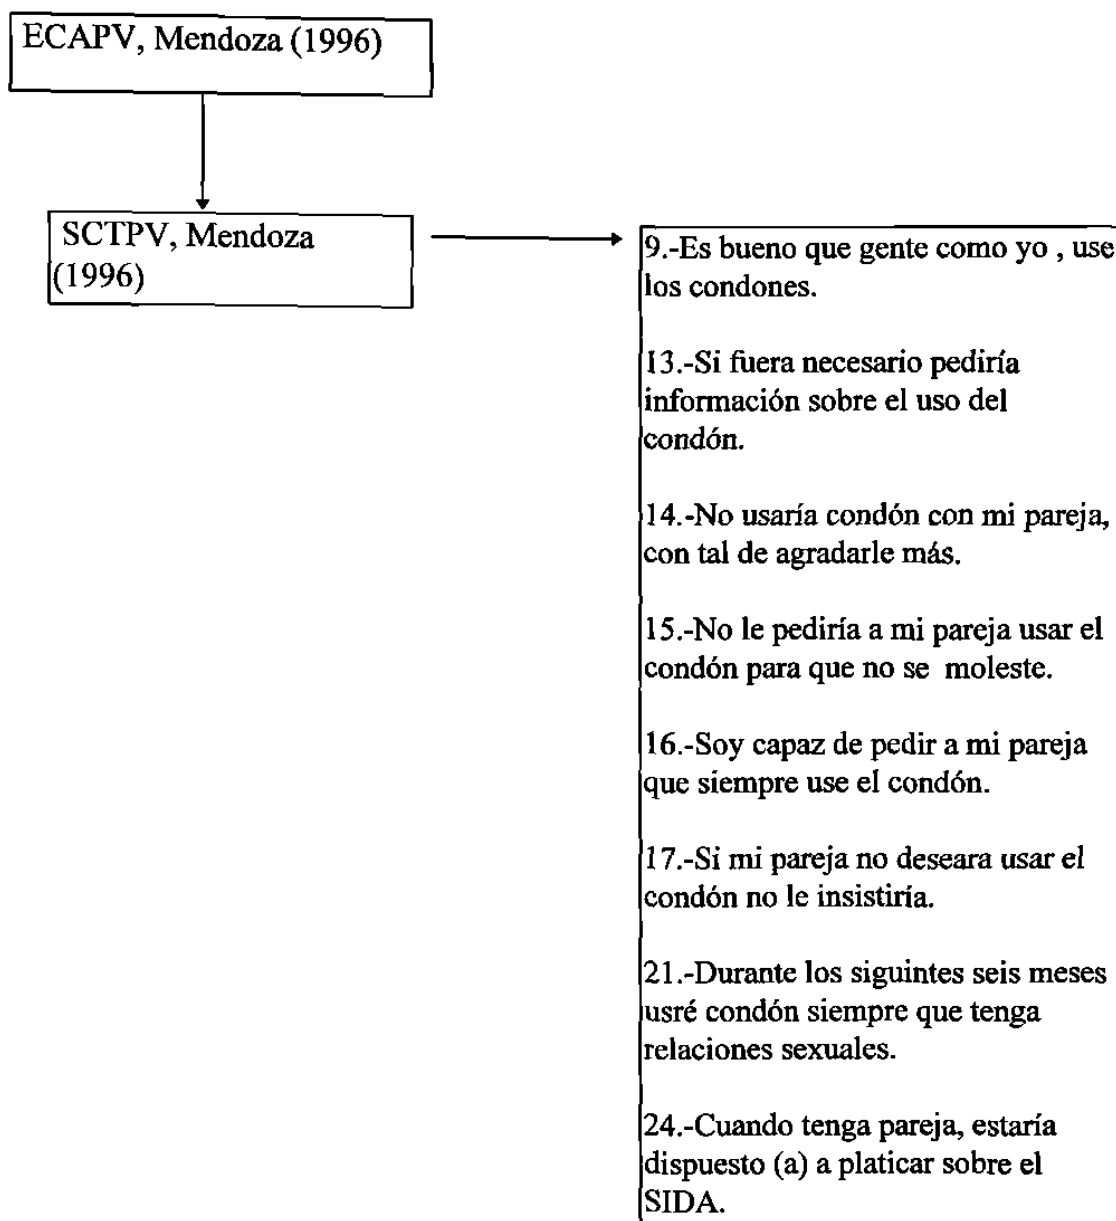 ECAPV, Mendoza (1996)
SCTPV, Mendoza
(1996)
9.-Es bueno que gente como yo , use
los condones.
13.-Si fuera necesario pediría
información sobre el uso del
condón.
14.-No usaría condón con mi pareja,
con tal de agradarle más.
15.-No le pediría a mi pareja usar el
condón para que no se moleste.
16.-Soy capaz de pedir a mi pareja
que siempre use el condón.
17.-Si mi pareja no deseara usar el
condón no le insistiría.
21.-Durante los siguintes seis meses
usré condón siempre que tenga
relaciones sexuales.
24.-Cuando tenga pareja, estaría
dispuesto (a) a platicar sobre el
SIDA.